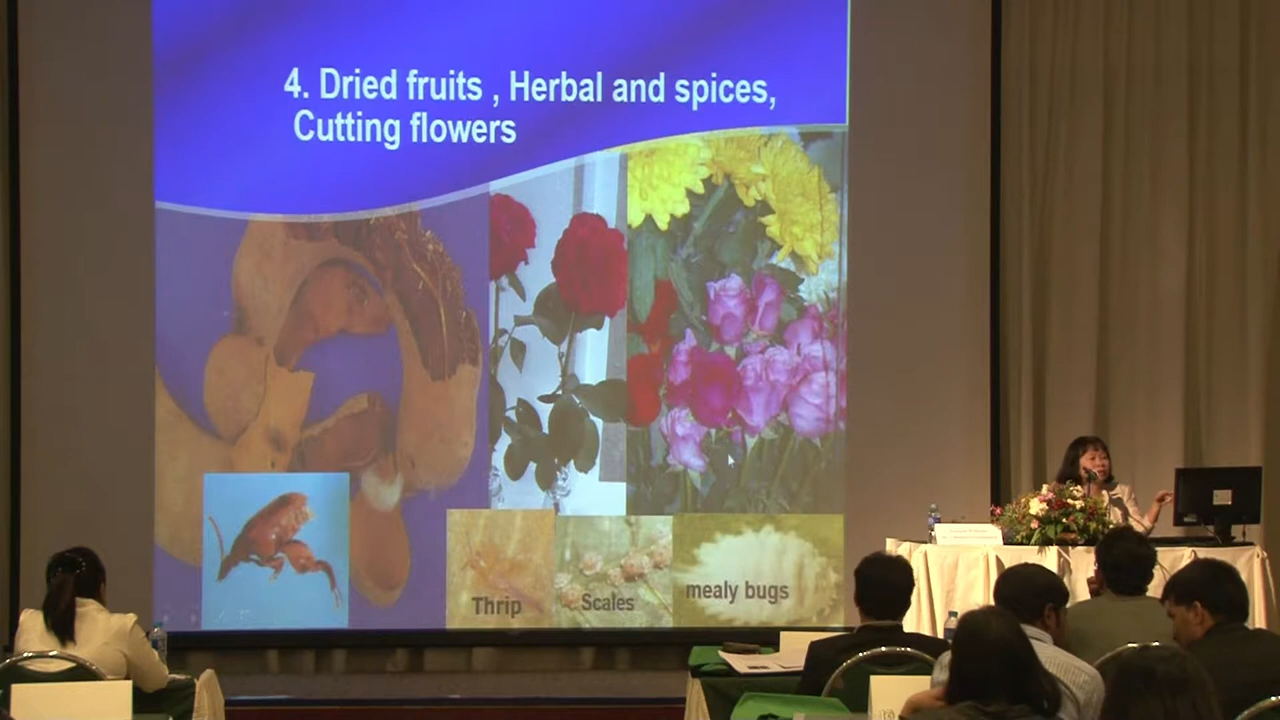 4. Dried fruits , Herbal and spices,
Cutting flowers
Thrip
Scales
mealy bugs